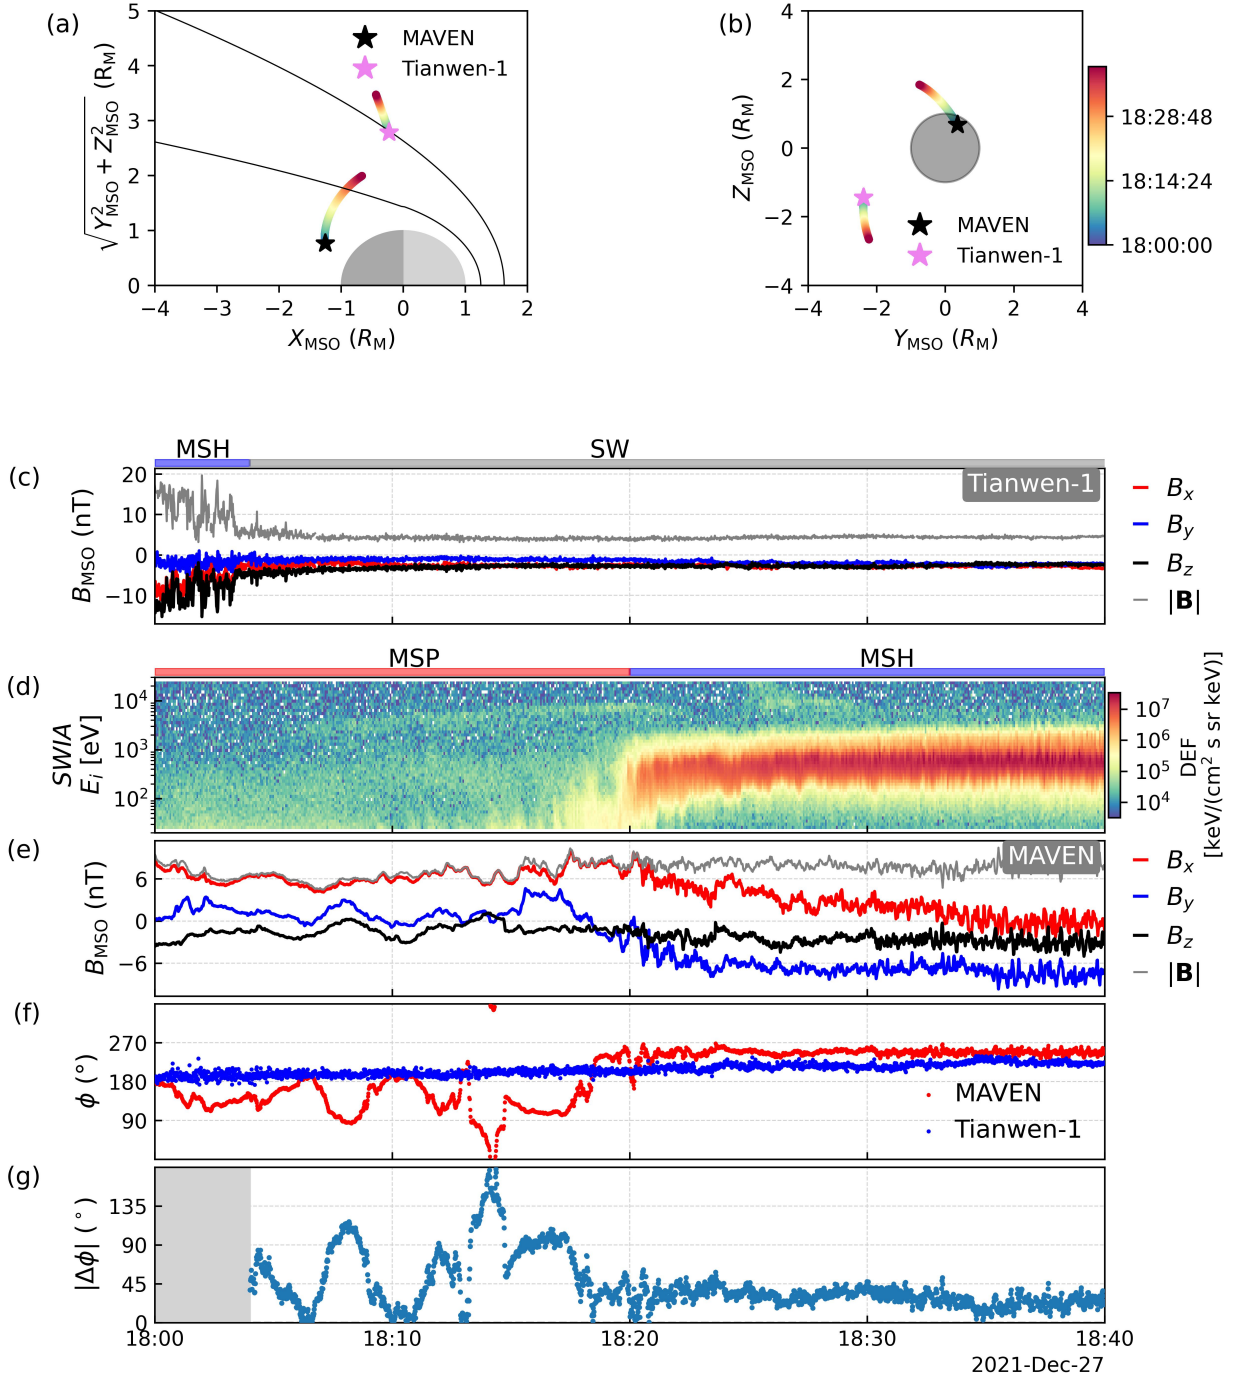 (a)
5
4
3
2
1
0
√Y²MSO + Z²MSO (RM)
MAVEN
Tianwen-1
−4 −3 −2 −1 0 1 2
XMSO (RM)
(b)
4
2
0
−2
−4
ZMSO (RM)
MAVEN
Tianwen-1
−4 −2 0 2 4
YMSO (RM)
18:28:48
18:14:24
18:00:00
MSH SW
(c)
20
10
0
−10
BMSO (nT)
Tianwen-1
Bx
By
Bz
|B|
MSP MSH
(d)
10⁴
10³
10²
SWIA
Ei [eV]
10⁷
10⁶
10⁵
10⁴
DEF
[keV/(cm² s sr keV)]
(e)
6
0
−6
BMSO (nT)
MAVEN
Bx
By
Bz
|B|
(f)
270
180
90
ϕ (°)
MAVEN
Tianwen-1
(g)
135
90
45
0
|Δϕ| (°)
18:00 18:10 18:20 18:30 18:40
2021-Dec-27